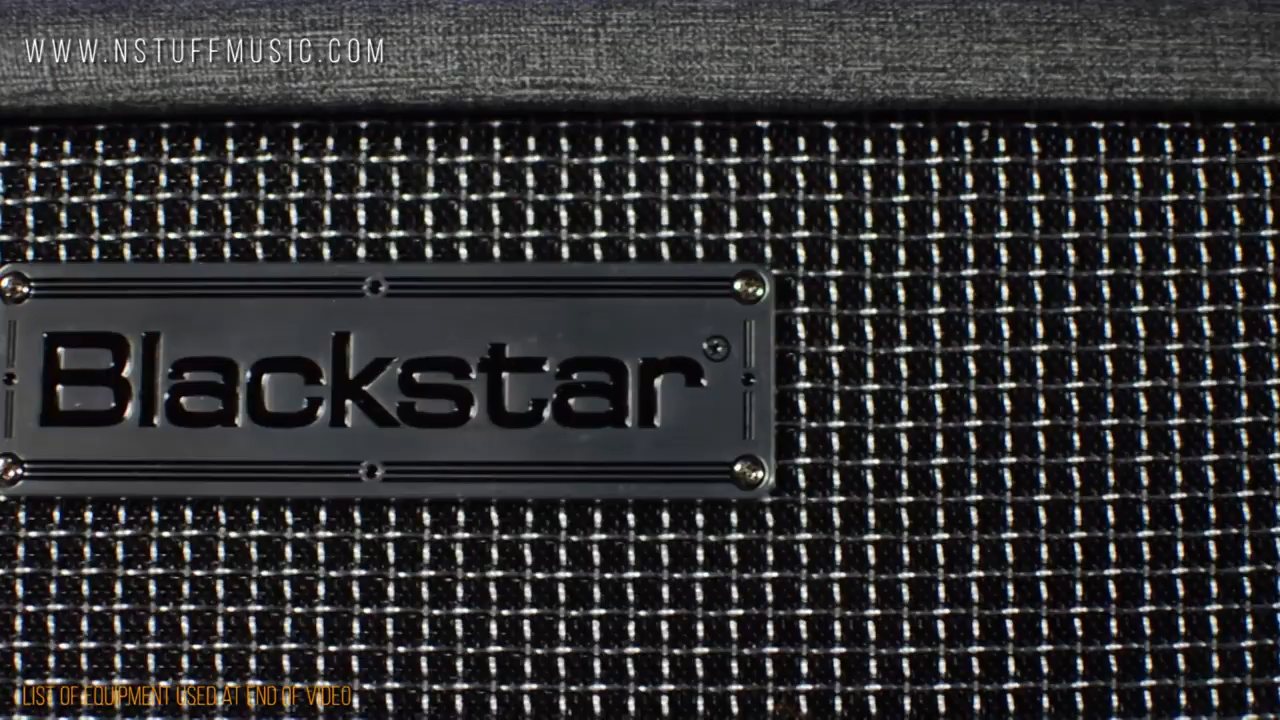 WWW.NSTUFFMUSIC.COM
Blackstar®
LIST OF EQUIPMENT USED AT END OF VIDEO